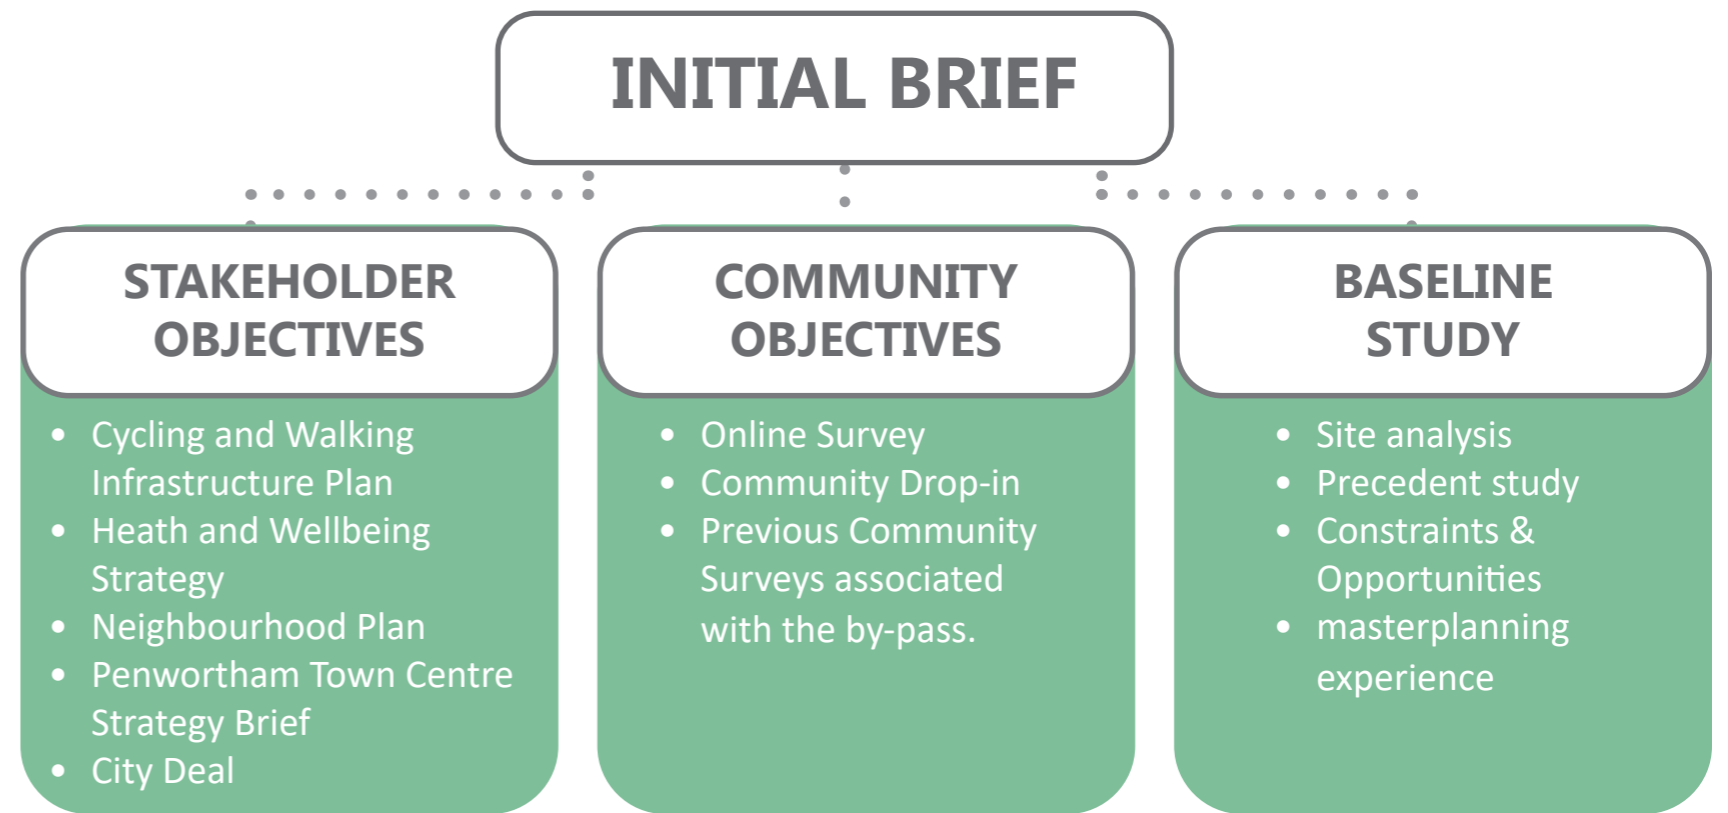 INITIAL BRIEF
STAKEHOLDER
OBJECTIVES
• Cycling and Walking
Infrastructure Plan
• Heath and Wellbeing
Strategy
• Neighbourhood Plan
• Penwortham Town Centre
Strategy Brief
• City Deal
COMMUNITY
OBJECTIVES
• Online Survey
• Community Drop-in
• Previous Community
Surveys associated
with the by-pass.
BASELINE
STUDY
• Site analysis
• Precedent study
• Constraints &
Opportunities
• masterplanning
experience